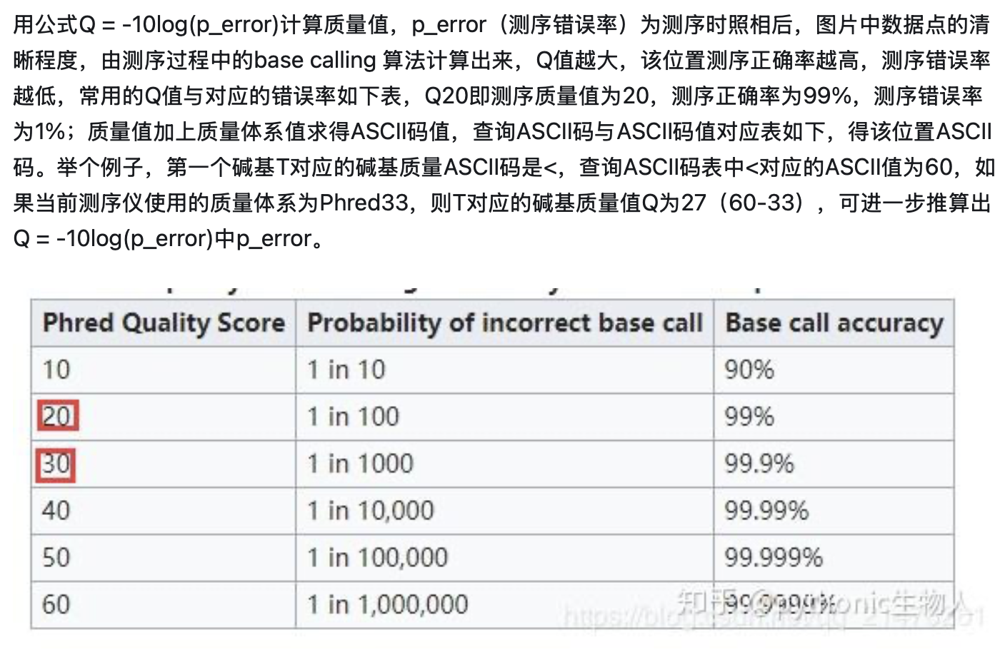 用公式Q = -10log(p_error)计算质量值，p_error（测序错误率）为测序时照相后，图片中数据点的清
晰程度，由测序过程中的base calling 算法计算出来，Q值越大，该位置测序正确率越高，测序错误率
越低，常用的Q值与对应的错误率如下表，Q20即测序质量值为20，测序正确率为99%，测序错误率
为1%；质量值加上质量体系值求得ASCII码值，查询ASCII码与ASCII码值对应表如下，得该位置ASCII
码。举个例子，第一个碱基T对应的碱基质量ASCII码是<，查询ASCII码表中<对应的ASCII值为60，如
果当前测序仪使用的质量体系为Phred33，则T对应的碱基质量值Q为27（60-33），可进一步推算出
Q = -10log(p_error)中p_error。
Phred Quality Score Probability of incorrect base call Base call accuracy
10 1 in 10 90%
20 1 in 100 99%
30 1 in 1000 99.9%
40 1 in 10,000 99.99%
50 1 in 100,000 99.999%
60 1 in 1,000,000 99.9999%
知乎
生物人